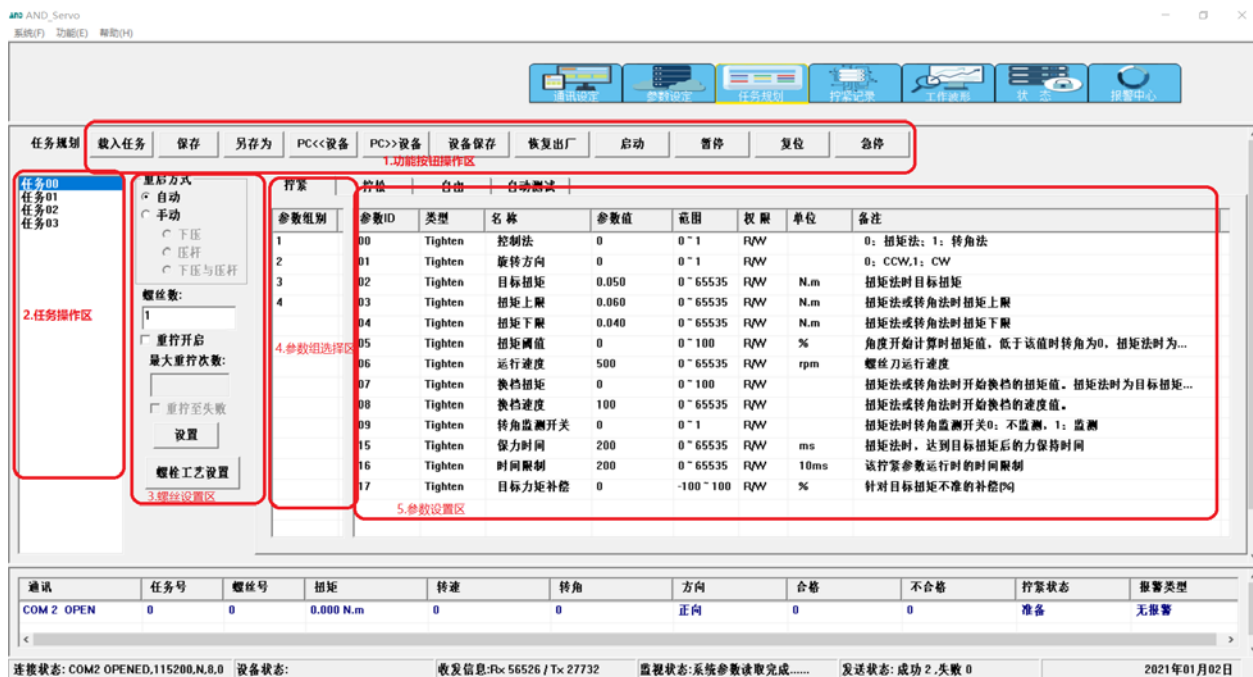 AND AND_Servo
系统(F) 功能(E) 帮助(H)
通讯设定 参数设定 任务规划 拧紧记录 工作波形 状 态 报警中心
任务规划 载入任务 保存 另存为 PC<<设备 PC>>设备 设备保存 恢复出厂 启动 暂停 复位 急停
1.功能按钮操作区
任务00
任务01
任务02
任务03
2.任务操作区
重启方式
自动
手动
下压
压杆
下压与压杆
螺丝数:
1
重拧开启
最大重拧次数:
重拧至失败
设置
螺栓工艺设置
3.螺丝设置区
拧紧 拧松 自由 自动测试
参数组别
1
2
3
4
4.参数组选择区
参数ID 类型 名 称 参数值 范围 权 限 单位 备注
00 Tighten 控制法 0 0~1 R/W 0：扭矩法；1：转角法
01 Tighten 旋转方向 0 0~1 R/W 0：CCW,1：CW
02 Tighten 目标扭矩 0.050 0~65535 R/W N.m 扭矩法时目标扭矩
03 Tighten 扭矩上限 0.060 0~65535 R/W N.m 扭矩法或转角法时扭矩上限
04 Tighten 扭矩下限 0.040 0~65535 R/W N.m 扭矩法或转角法时扭矩下限
05 Tighten 扭矩阈值 0 0~100 R/W % 角度开始计算时扭矩值，低于该值时转角为0，扭矩法时为...
06 Tighten 运行速度 500 0~65535 R/W rpm 螺丝刀运行速度
07 Tighten 换档扭矩 0 0~100 R/W 扭矩法或转角法时开始换档的扭矩值。扭矩法时为目标扭矩...
08 Tighten 换档速度 100 0~65535 R/W 扭矩法或转角法时开始换档的速度值。
09 Tighten 转角监测开关 0 0~1 R/W 扭矩法时转角监测开关0：不监测，1：监测
15 Tighten 保力时间 200 0~65535 R/W ms 扭矩法时，达到目标扭矩后的力保持时间
16 Tighten 时间限制 200 0~65535 R/W 10ms 该拧紧参数运行时的时间限制
17 Tighten 目标力矩补偿 0 -100~100 R/W % 针对目标扭矩不准的补偿(%)
5.参数设置区
通讯 任务号 螺丝号 扭矩 转速 转角 方向 合格 不合格 拧紧状态 报警类型
COM 2 OPEN 0 0 0.000 N.m 0 0 正向 0 0 准备 无报警
连接状态: COM2 OPENED,115200,N,8,0 设备状态: 收发信息:Rx 56526 / Tx 27732 监视状态:系统参数读取完成...... 发送状态: 成功 2 ,失败 0 2021年01月02日